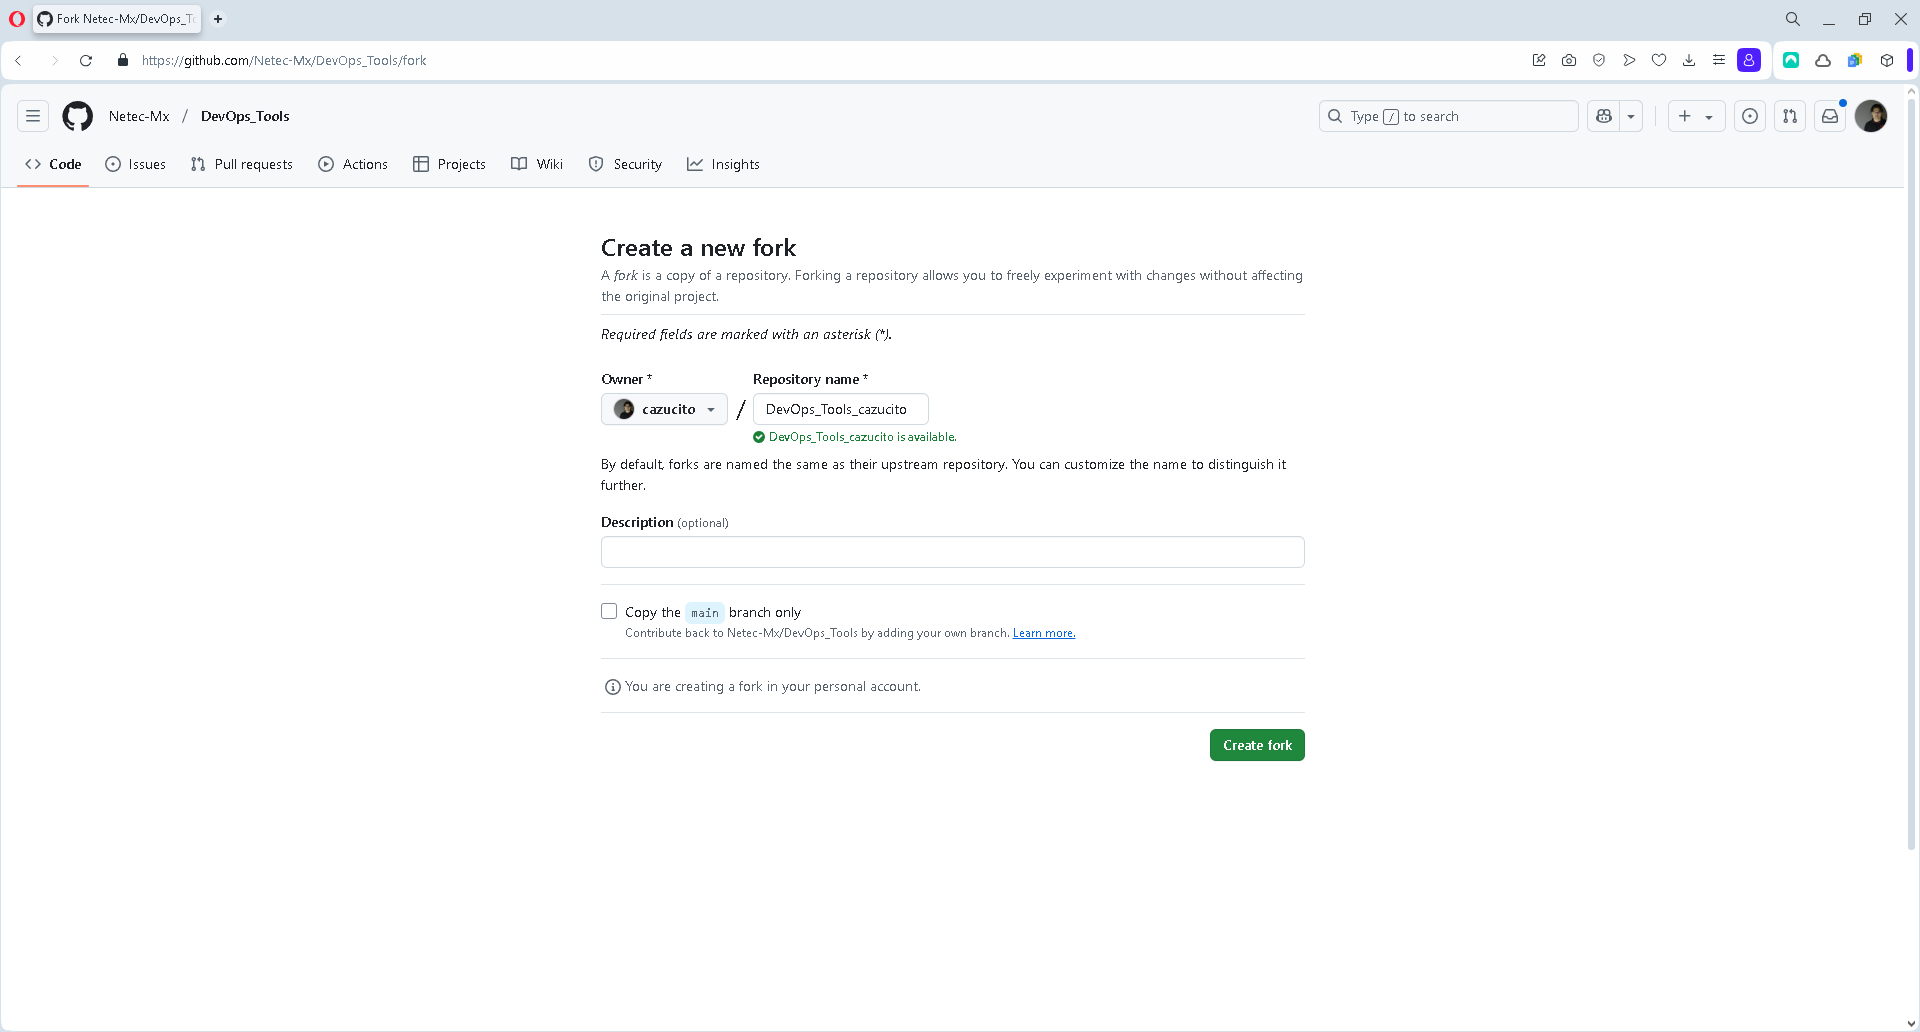 Fork Netec-Mx/DevOps_To
https://github.com/Netec-Mx/DevOps_Tools/fork
Netec-Mx / DevOps_Tools
Type / to search
Code Issues Pull requests Actions Projects Wiki Security Insights
Create a new fork
A fork is a copy of a repository. Forking a repository allows you to freely experiment with changes without affecting
the original project.
Required fields are marked with an asterisk (*).
Owner * Repository name *
cazucito / DevOps_Tools_cazucito
DevOps_Tools_cazucito is available.
By default, forks are named the same as their upstream repository. You can customize the name to distinguish it
further.
Description (optional)
Copy the main branch only
Contribute back to Netec-Mx/DevOps_Tools by adding your own branch. Learn more.
You are creating a fork in your personal account.
Create fork